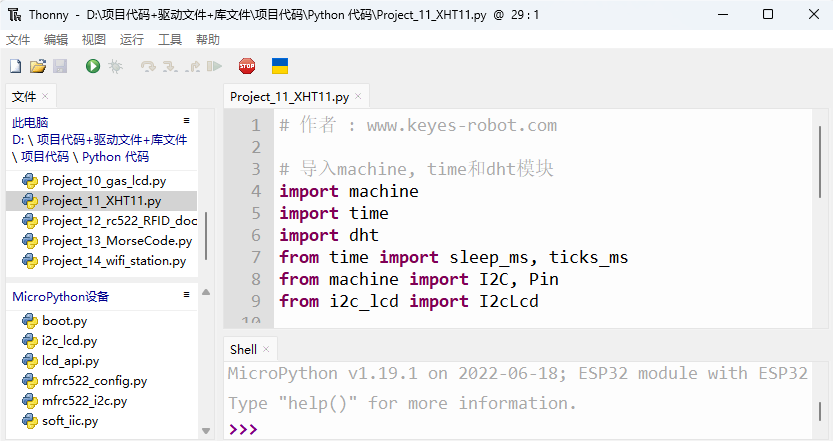 Thonny - D:\项目代码+驱动文件+库文件\项目代码\Python 代码\Project_11_XHT11.py @ 29 : 1
文件 编辑 视图 运行 工具 帮助
STOP
文件 ×
此电脑
D: \ 项目代码+驱动文件+库文件
\ 项目代码 \ Python 代码
Project_10_gas_lcd.py
Project_11_XHT11.py
Project_12_rc522_RFID_doc
Project_13_MorseCode.py
Project_14_wifi_station.py
MicroPython设备
boot.py
i2c_lcd.py
lcd_api.py
mfrc522_config.py
mfrc522_i2c.py
soft_iic.py
Project_11_XHT11.py ×
1 # 作者 : www.keyes-robot.com
2
3 # 导入machine, time和dht模块
4 import machine
5 import time
6 import dht
7 from time import sleep_ms, ticks_ms
8 from machine import I2C, Pin
9 from i2c_lcd import I2cLcd
10
Shell ×
MicroPython v1.19.1 on 2022-06-18; ESP32 module with ESP32
Type "help()" for more information.
>>>